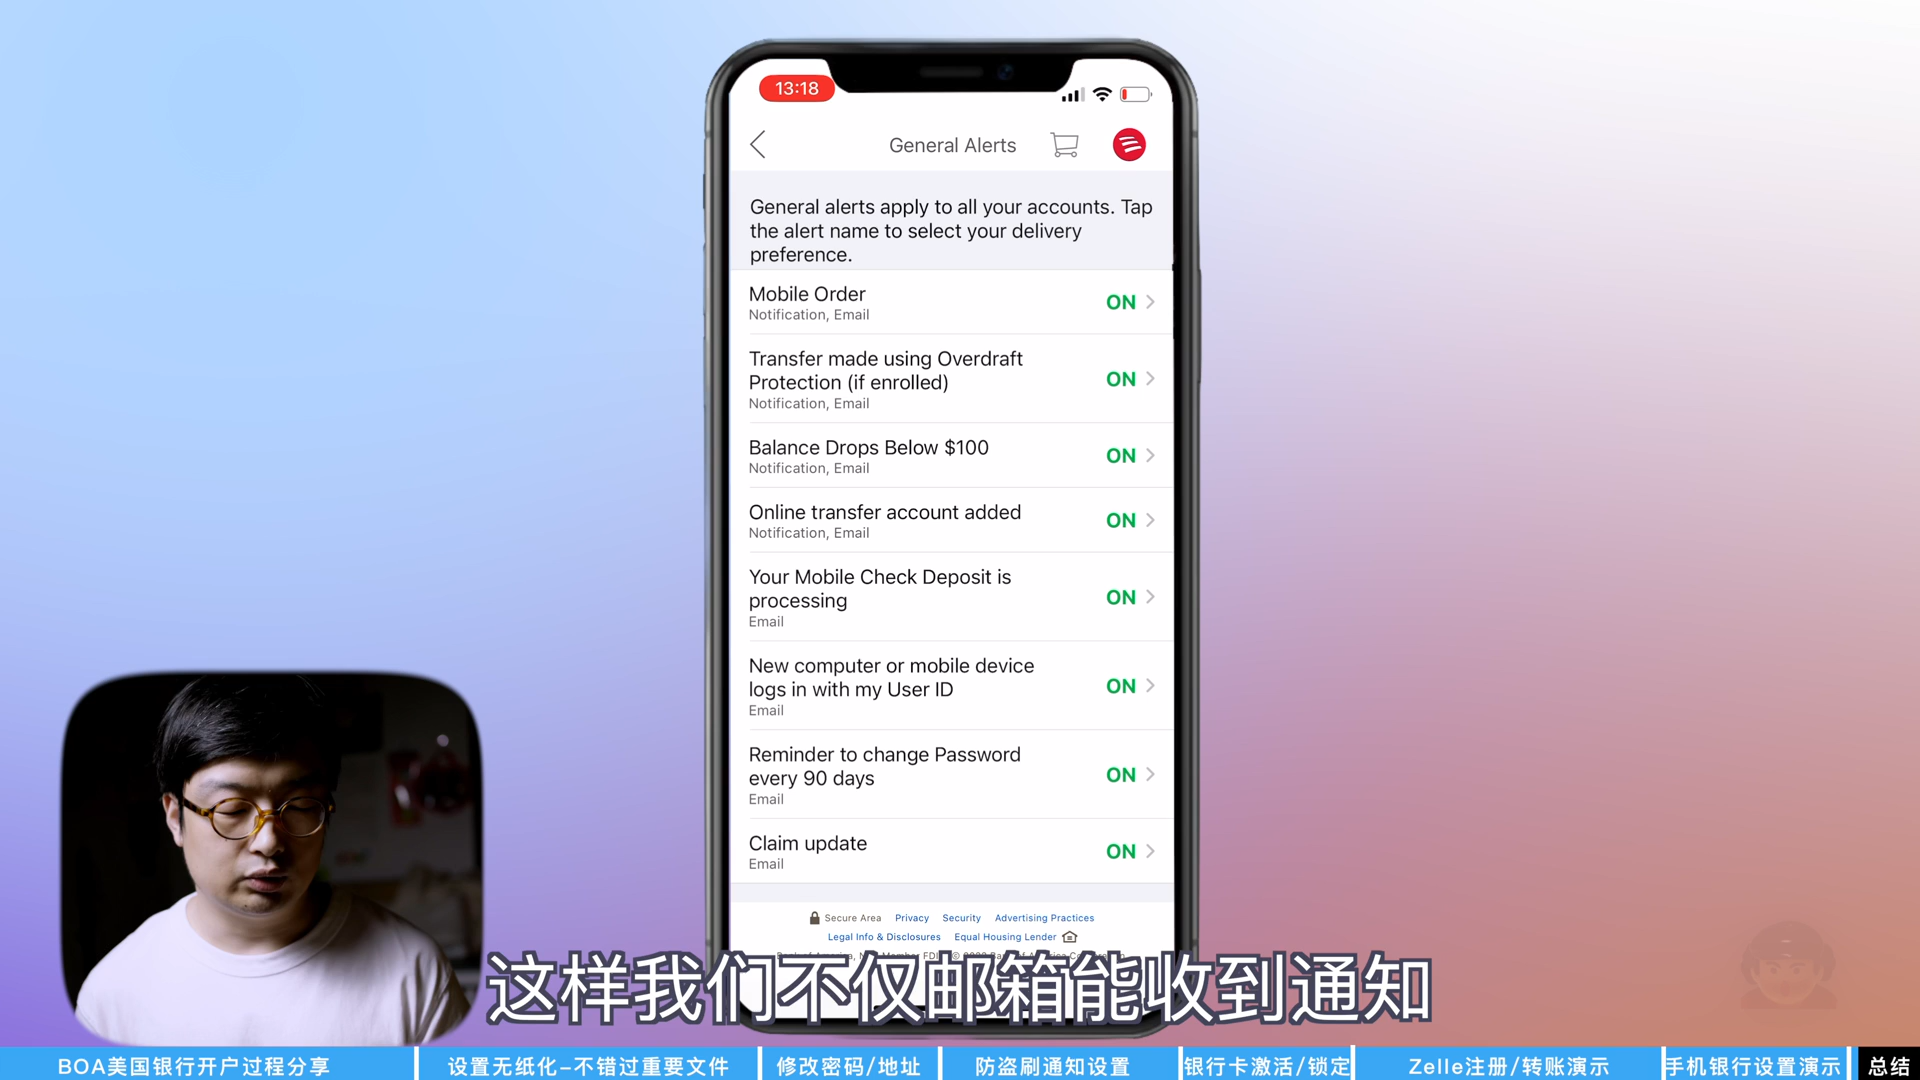 13:18
General Alerts
General alerts apply to all your accounts. Tap
the alert name to select your delivery
preference.
Mobile Order
Notification, Email
ON
Transfer made using Overdraft
Protection (if enrolled)
Notification, Email
ON
Balance Drops Below $100
Notification, Email
ON
Online transfer account added
Notification, Email
ON
Your Mobile Check Deposit is
processing
Email
ON
New computer or mobile device
logs in with my User ID
Email
ON
Reminder to change Password
every 90 days
Email
ON
Claim update
Email
ON
Secure Area Privacy Security Advertising Practices
Legal Info & Disclosures Equal Housing Lender
这样我们不仅邮箱能收到通知
BOA美国银行开户过程分享
设置无纸化-不错过重要文件
修改密码/地址
防盗刷通知设置
银行卡激活/锁定
Zelle注册/转账演示
手机银行设置演示
总结